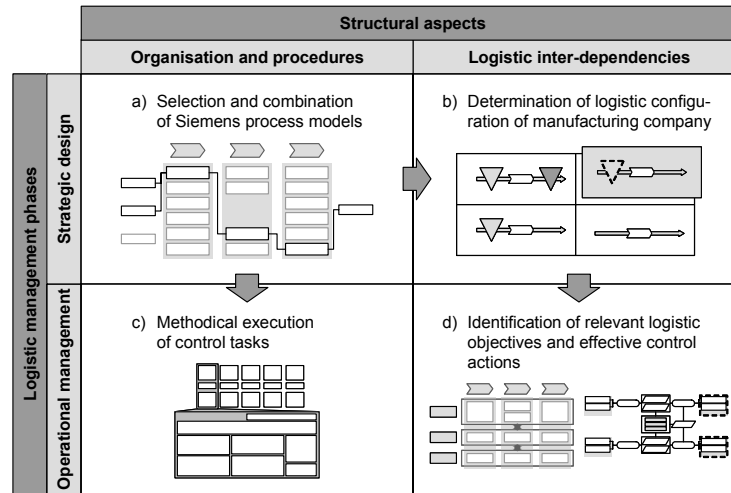 Structural aspects
Organisation and procedures
Logistic inter-dependencies
Logistic management phases
Strategic design
a) Selection and combination
of Siemens process models
b) Determination of logistic configu-
ration of manufacturing company
Operational management
c) Methodical execution
of control tasks
d) Identification of relevant logistic
objectives and effective control
actions